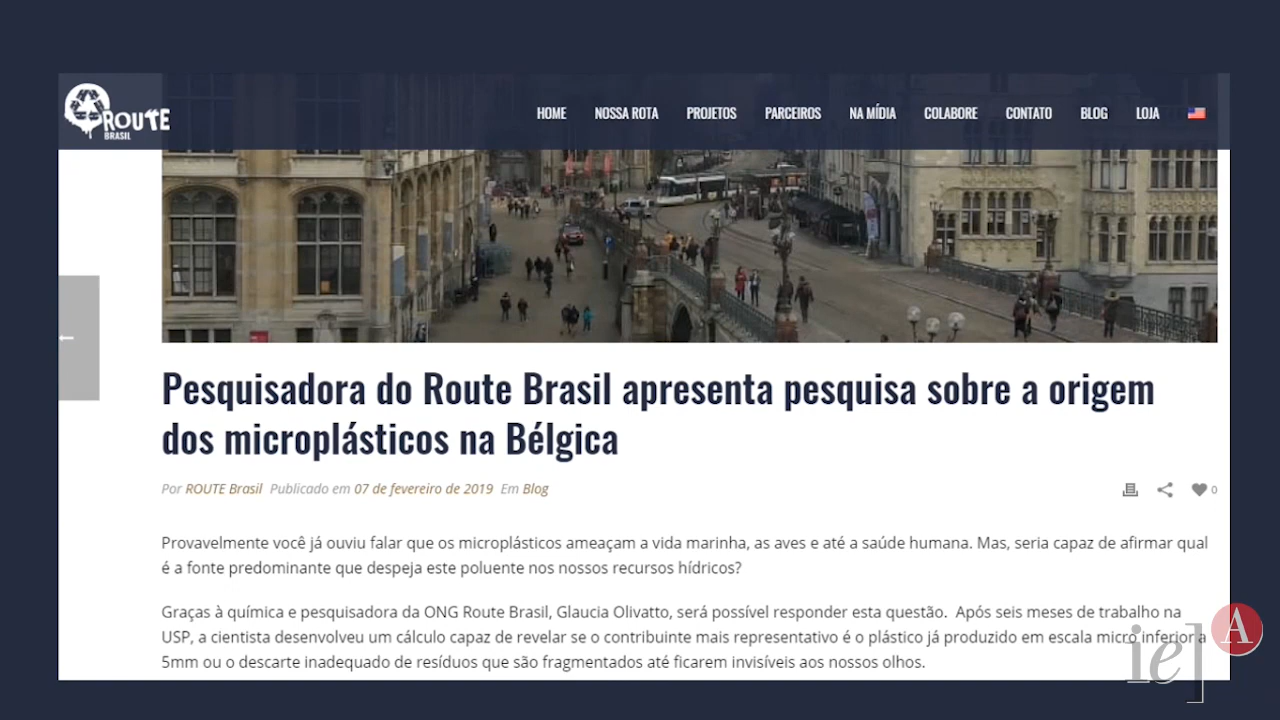 ROUTE
BRASIL
HOME NOSSA ROTA PROJETOS PARCEIROS NA MÍDIA COLABORE CONTATO BLOG LOJA
Pesquisadora do Route Brasil apresenta pesquisa sobre a origem
dos microplásticos na Bélgica
Por ROUTE Brasil Publicado em 07 de fevereiro de 2019 Em Blog
0
Provavelmente você já ouviu falar que os microplásticos ameaçam a vida marinha, as aves e até a saúde humana. Mas, seria capaz de afirmar qual
é a fonte predominante que despeja este poluente nos nossos recursos hídricos?
Graças à química e pesquisadora da ONG Route Brasil, Glaucia Olivatto, será possível responder esta questão. Após seis meses de trabalho na
USP, a cientista desenvolveu um cálculo capaz de revelar se o contribuinte mais representativo é o plástico já produzido em escala micro inferior a
5mm ou o descarte inadequado de resíduos que são fragmentados até ficarem invisíveis aos nossos olhos.
ie] A